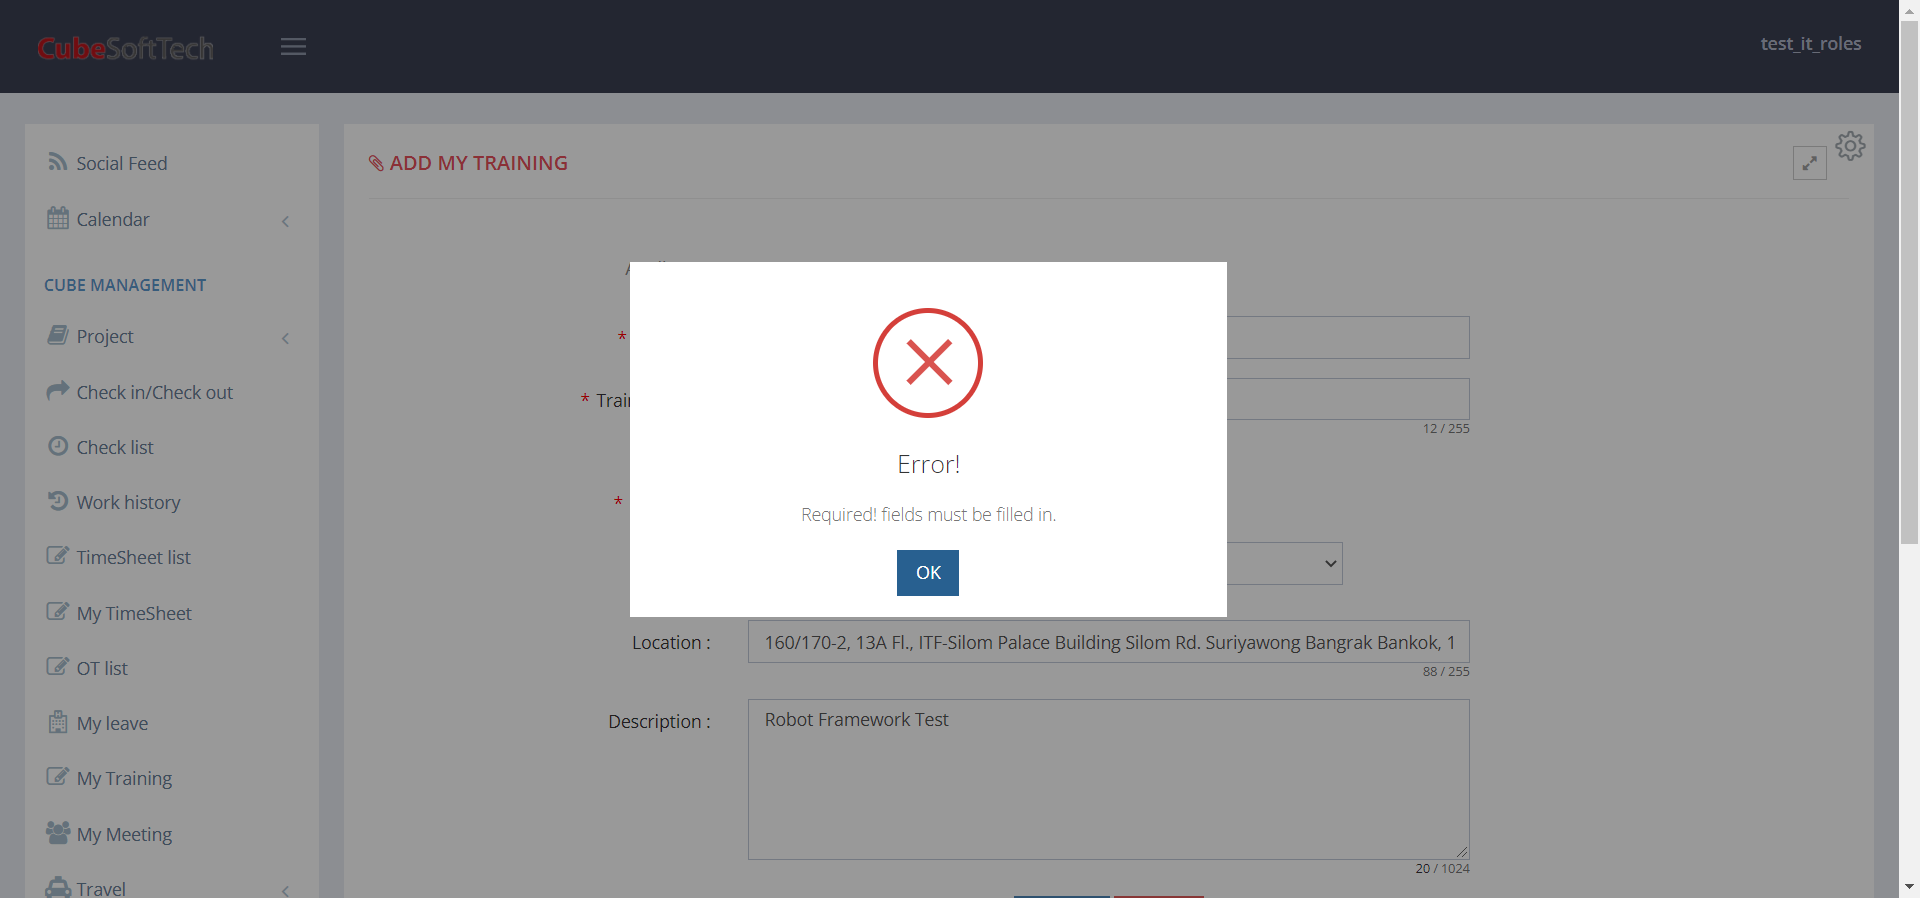 CubeSoftTech
test_it_roles
Social Feed
Calendar
CUBE MANAGEMENT
Project
Check in/Check out
Check list
Work history
TimeSheet list
My TimeSheet
OT list
My leave
My Training
My Meeting
Travel
ADD MY TRAINING
*
*
12 / 255
*
Error!
Required! fields must be filled in.
OK
Location :
160/170-2, 13A Fl., ITF-Silom Palace Building Silom Rd. Suriyawong Bangrak Bankok, 1
88 / 255
Description :
Robot Framework Test
20 / 1024